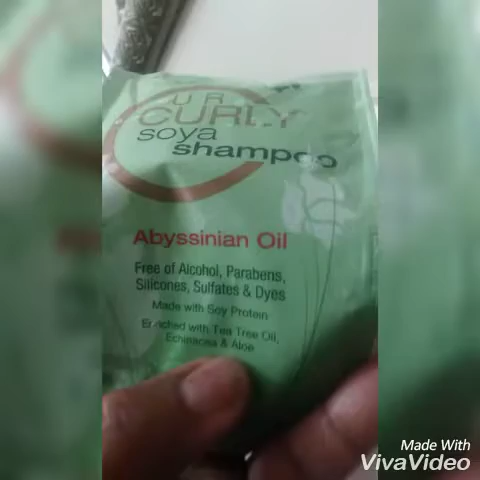 U R
CURLY
soya
shampoo
Abyssinian Oil
Free of Alcohol, Parabens,
Silicones, Sulfates & Dyes
Made with Soy Protein
Enriched with Tea Tree Oil,
Echinacea & Aloe
Made With
VivaVideo